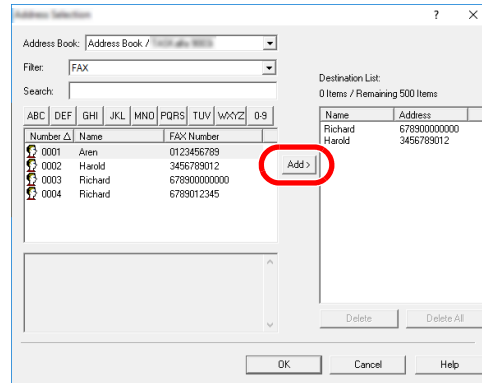 Address Selection
? X
Address Book: Address Book /
Filter: FAX
Search:
ABC DEF GHI JKL MNO PQRS TUV WXYZ 0-9
Number Name FAX Number
0001 Aren 0123456789
0002 Harold 3456789012
0003 Richard 678900000000
0004 Richard 6789012345
Add >
Destination List:
0 Items / Remaining 500 Items
Name Address
Richard 678900000000
Harold 3456789012
Delete Delete All
OK Cancel Help